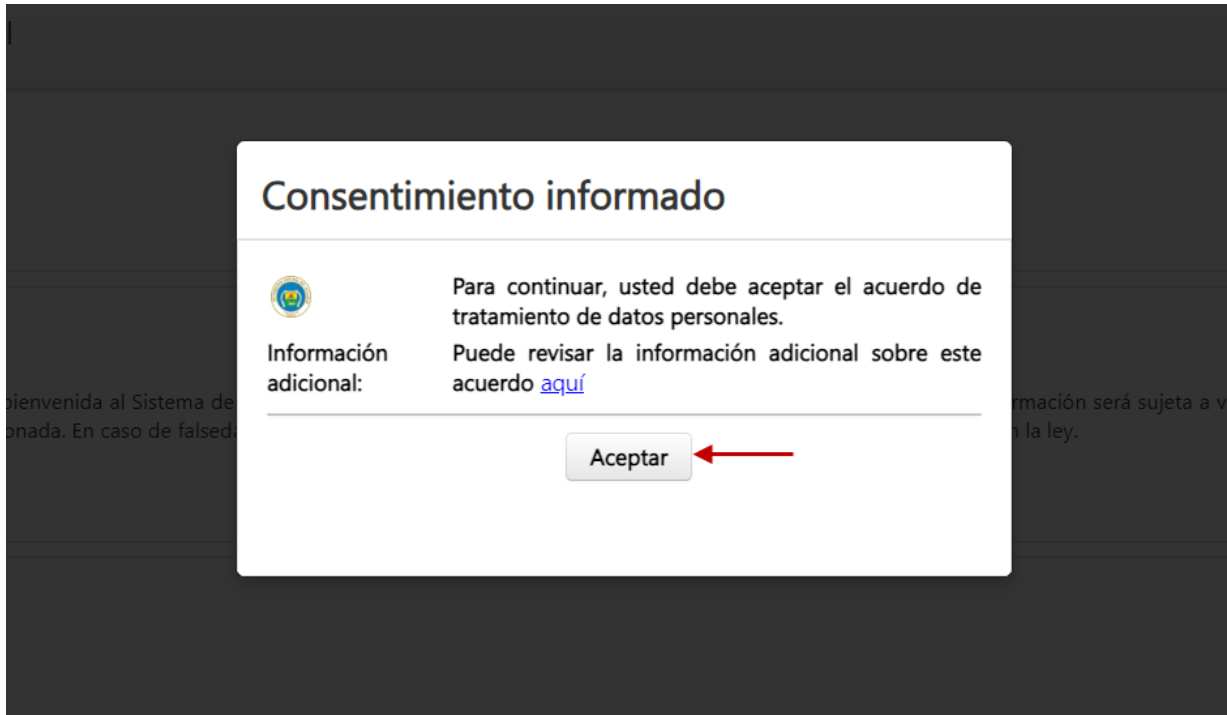 Consentimiento informado
Para continuar, usted debe aceptar el acuerdo de
tratamiento de datos personales.
Información
adicional:
Puede revisar la información adicional sobre este
acuerdo aquí
bienvenida al Sistema de
rmación será sujeta a v
onada. En caso de falseda
n la ley.
Aceptar